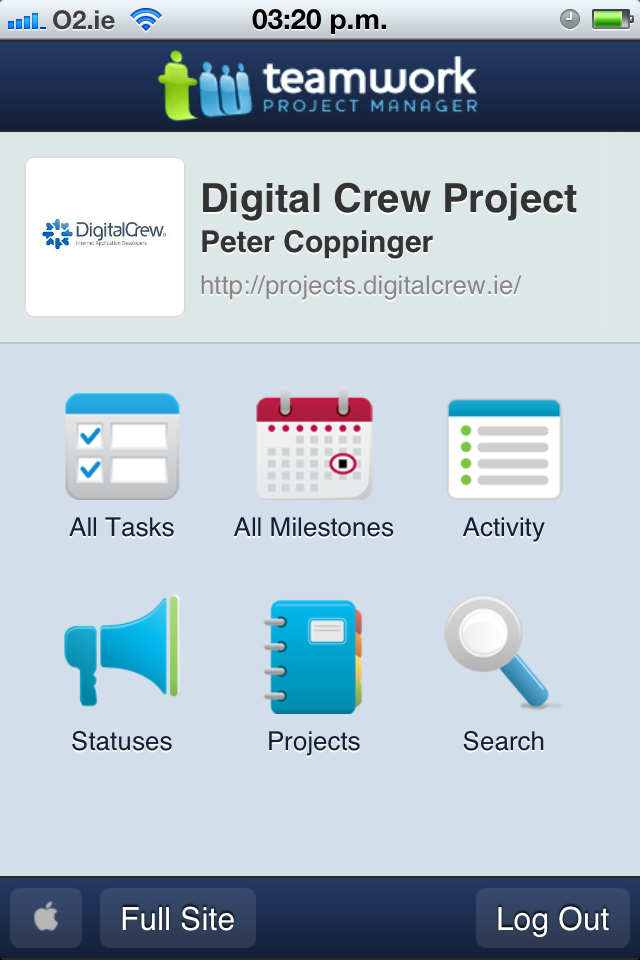 O2.ie 03:20 p.m.
teamwork
PROJECT MANAGER
DigitalCrew
Internet Application Developers
Digital Crew Project
Peter Coppinger
http://projects.digitalcrew.ie/
All Tasks All Milestones Activity
Statuses Projects Search
Full Site Log Out